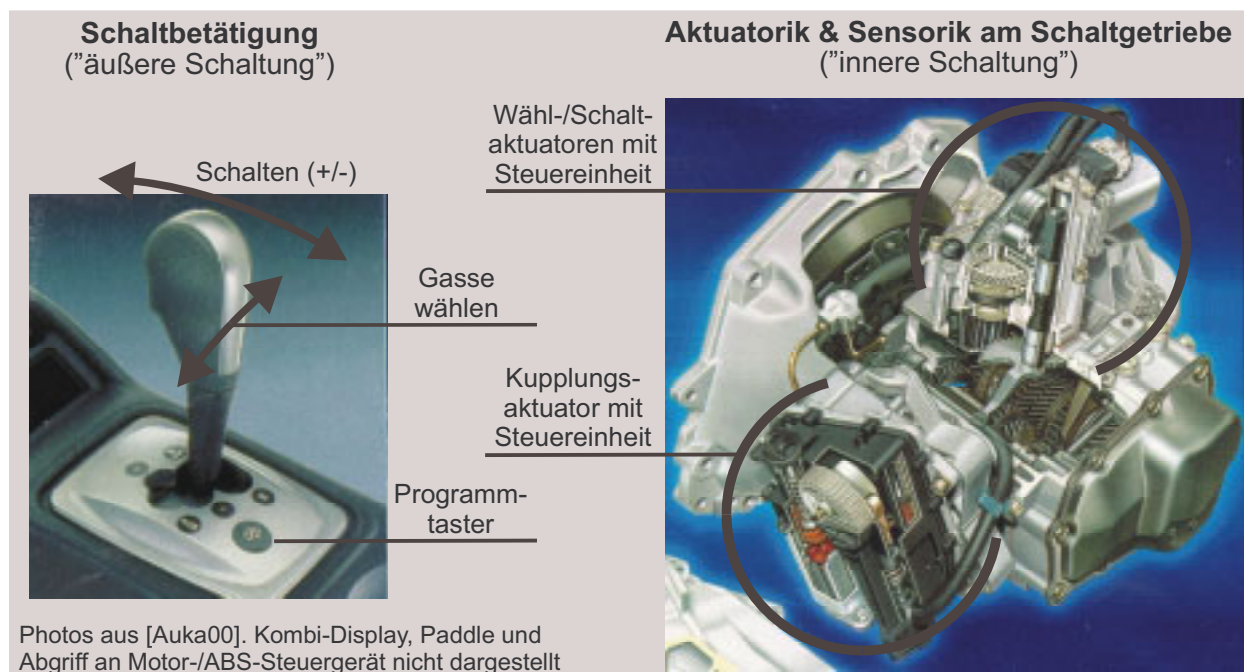 Schaltbetätigung
("äußere Schaltung")
Schalten (+/-)
Gasse
wählen
Programm-
taster
Photos aus [Auka00]. Kombi-Display, Paddle und
Abgriff an Motor-/ABS-Steuergerät nicht dargestellt
Aktuatorik & Sensorik am Schaltgetriebe
("innere Schaltung")
Wähl-/Schalt-
aktuatoren mit
Steuereinheit
Kupplungs-
aktuator mit
Steuereinheit